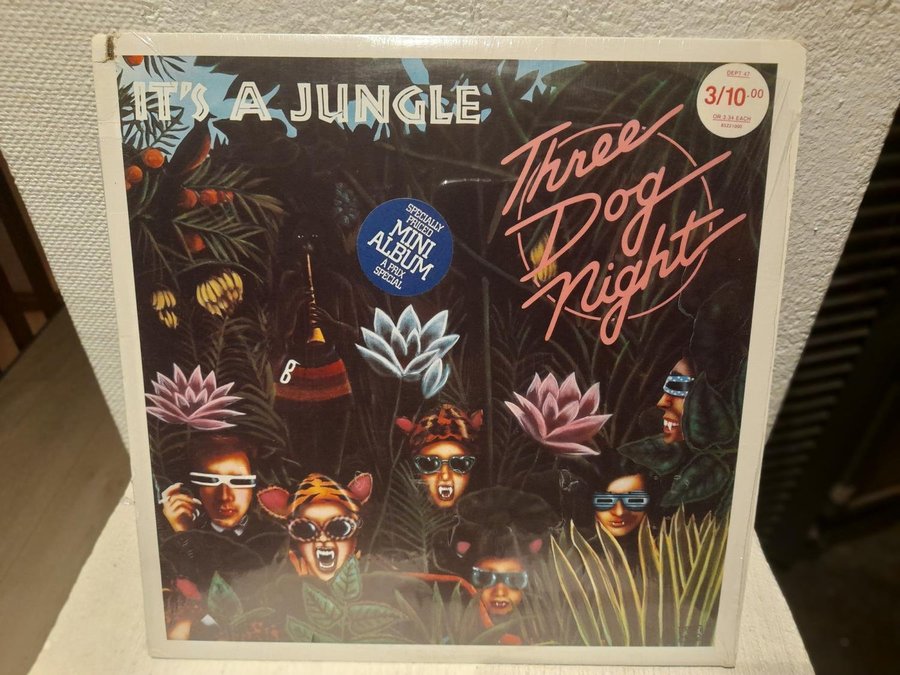 IT'S A JUNGLE
DEPT 47
3/10.00
OR 3.34 EACH
Three
Dog
Night
SPECIALLY
PRICED
MINI
ALBUM
A PRIX
SPECIAL
B